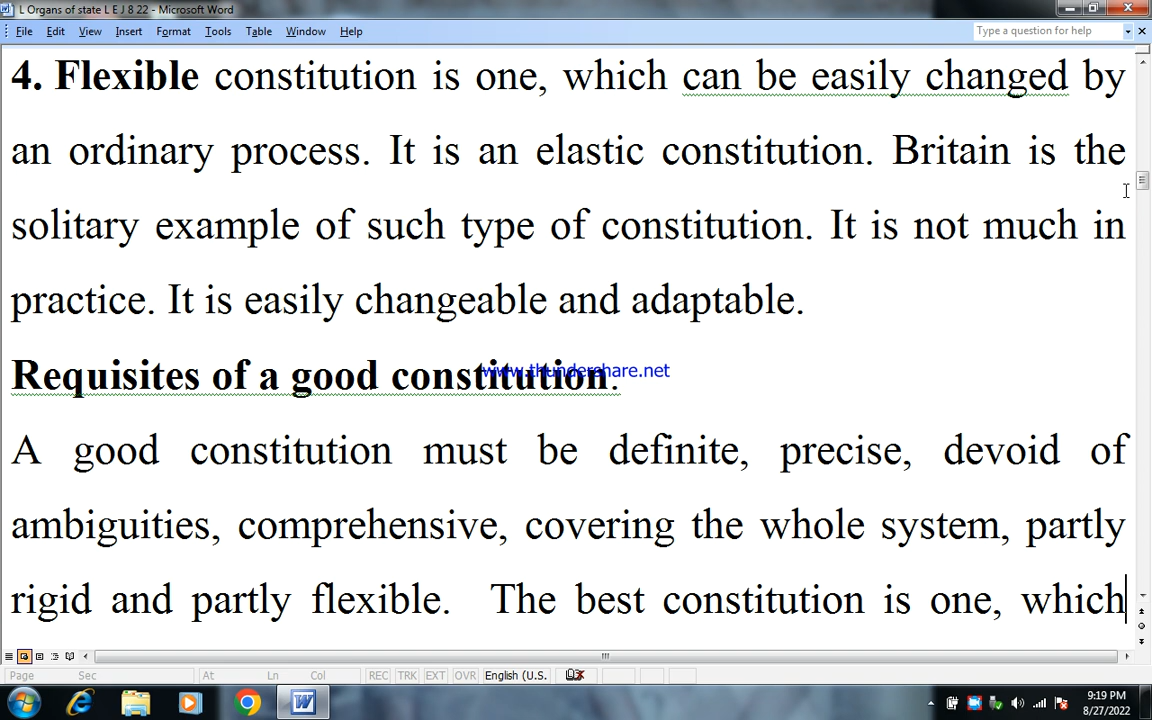 L Organs of state L E J 8 22 - Microsoft Word
File Edit View Insert Format Tools Table Window Help Type a question for help
4. Flexible constitution is one, which can be easily changed by
an ordinary process. It is an elastic constitution. Britain is the
solitary example of such type of constitution. It is not much in
practice. It is easily changeable and adaptable.
Requisites of a good constitution.
www.thundershare.net
A good constitution must be definite, precise, devoid of
ambiguities, comprehensive, covering the whole system, partly
rigid and partly flexible. The best constitution is one, which
Page Sec At Ln Col REC TRK EXT OVR English (U.S.
9:19 PM
8/27/2022